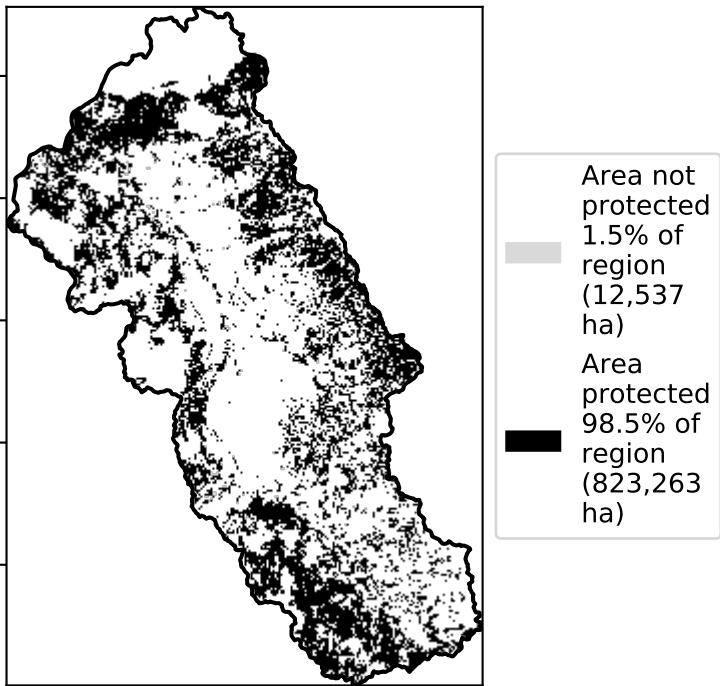 Area not
protected
1.5% of
region
(12,537
ha)
Area
protected
98.5% of
region
(823,263
ha)